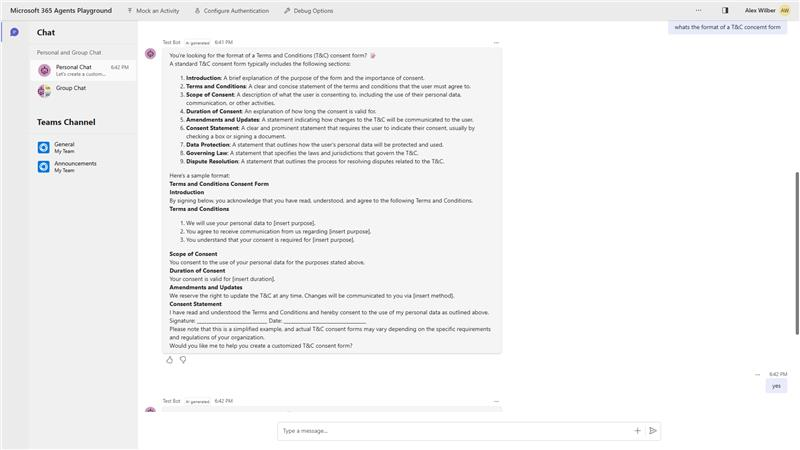 Microsoft 365 Agents Playground
Mock an Activity
Configure Authentication
Debug Options
Alex Wilber
AW
Chat
Personal and Group Chat
Personal Chat
6:42 PM
Let's create a custom...
Group Chat
Teams Channel
General
My Team
Announcements
My Team
whats the format of a T&C concernt form
Test Bot AI generated 6:41 PM
You're looking for the format of a Terms and Conditions (T&C) consent form?
A standard T&C consent form typically includes the following sections:
1. Introduction: A brief explanation of the purpose of the form and the importance of consent.
2. Terms and Conditions: A clear and concise statement of the terms and conditions that the user must agree to.
3. Scope of Consent: A description of what the user is consenting to, including the use of their personal data,
communication, or other activities.
4. Duration of Consent: An explanation of how long the consent is valid for.
5. Amendments and Updates: A statement indicating how changes to the T&C will be communicated to the user.
6. Consent Statement: A clear and prominent statement that requires the user to indicate their consent, usually by
checking a box or signing a document.
7. Data Protection: A statement that outlines how the user's personal data will be protected and used.
8. Governing Law: A statement that specifies the laws and jurisdictions that govern the T&C.
9. Dispute Resolution: A statement that outlines the process for resolving disputes related to the T&C.
Here's a sample format:
Terms and Conditions Consent Form
Introduction
By signing below, you acknowledge that you have read, understood, and agree to the following Terms and Conditions.
Terms and Conditions
1. We will use your personal data to [insert purpose].
2. You agree to receive communication from us regarding [insert purpose].
3. You understand that your consent is required for [insert purpose].
Scope of Consent
You consent to the use of your personal data for the purposes stated above.
Duration of Consent
Your consent is valid for [insert duration].
Amendments and Updates
We reserve the right to update the T&C at any time. Changes will be communicated to you via [insert method].
Consent Statement
I have read and understood the Terms and Conditions and hereby consent to the use of my personal data as outlined above.
Signature: ______________________ Date: ______________________
Please note that this is a simplified example, and actual T&C consent forms may vary depending on the specific requirements
and regulations of your organization.
Would you like me to help you create a customized T&C consent form?
6:42 PM
yes
Test Bot AI generated 6:42 PM
Type a message...